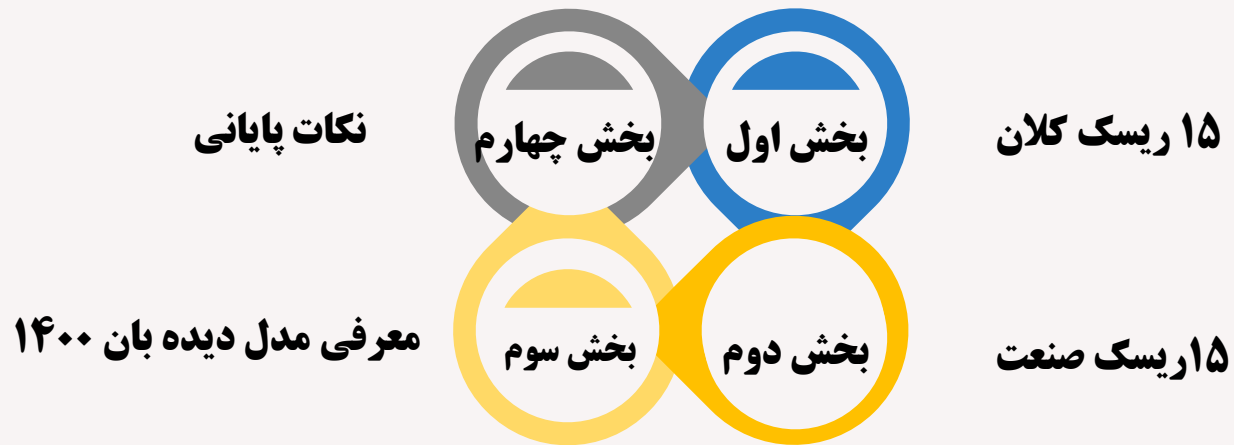 ۱۵ ریسک کلان
بخش اول
بخش چهارم
نکات پایانی
۱۵ریسک صنعت
بخش دوم
بخش سوم
معرفی مدل دیده بان ۱۴۰۰